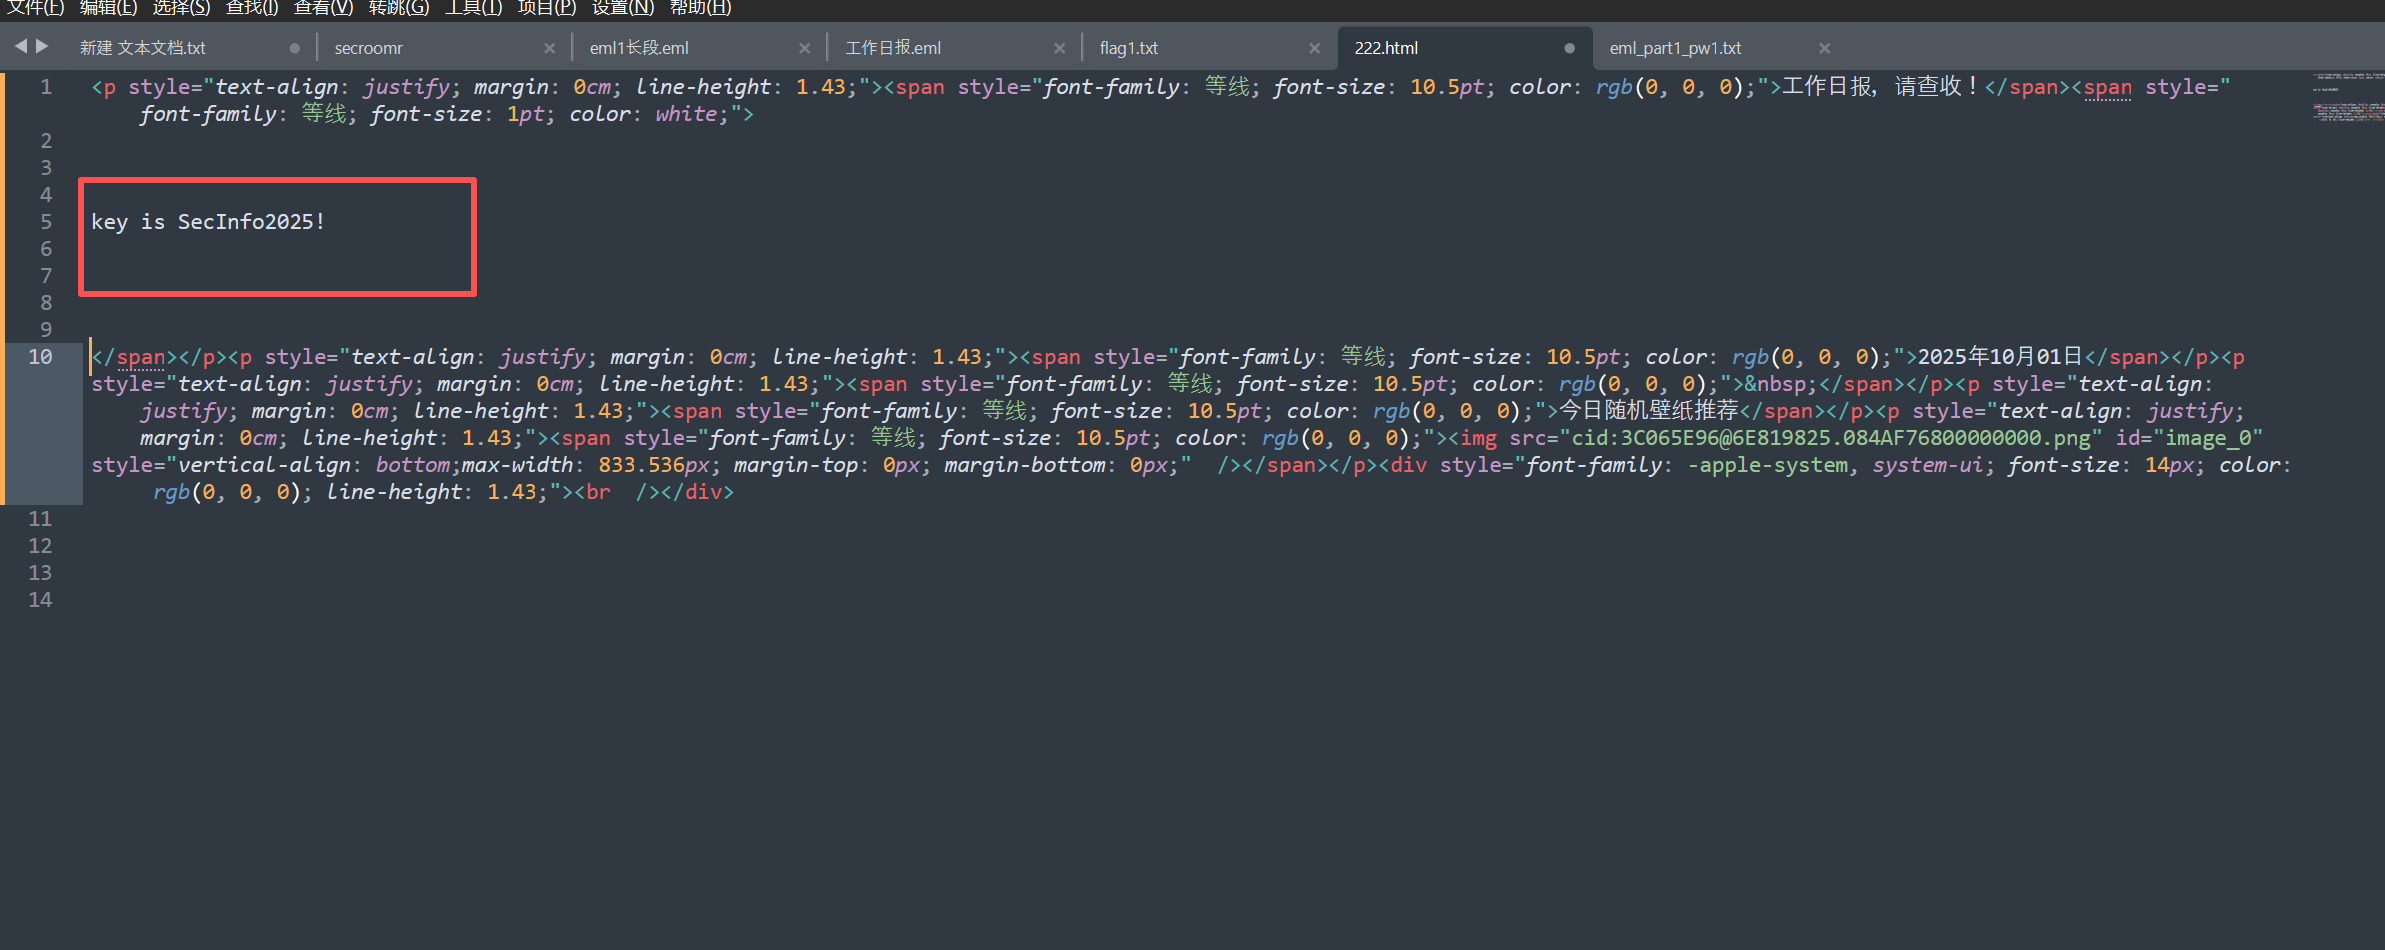 文件(F) 编辑(E) 选择(S) 查找(I) 查看(V) 转跳(G) 工具(T) 项目(P) 设置(N) 帮助(H)
新建 文本文档.txt secroomr eml1长段.eml 工作日报.eml flag1.txt 222.html eml_part1_pw1.txt
1 <p style="text-align: justify; margin: 0cm; line-height: 1.43;"><span style="font-family: 等线; font-size: 10.5pt; color: rgb(0, 0, 0);">工作日报, 请查收！</span><span style="
font-family: 等线; font-size: 1pt; color: white;">
2
3
4
5 key is SecInfo2025!
6
7
8
9
10 </span></p><p style="text-align: justify; margin: 0cm; line-height: 1.43;"><span style="font-family: 等线; font-size: 10.5pt; color: rgb(0, 0, 0);">2025年10月01日</span></p><p
style="text-align: justify; margin: 0cm; line-height: 1.43;"><span style="font-family: 等线; font-size: 10.5pt; color: rgb(0, 0, 0);">&nbsp;</span></p><p style="text-align:
justify; margin: 0cm; line-height: 1.43;"><span style="font-family: 等线; font-size: 10.5pt; color: rgb(0, 0, 0);">今日随机壁纸推荐</span></p><p style="text-align: justify;
margin: 0cm; line-height: 1.43;"><span style="font-family: 等线; font-size: 10.5pt; color: rgb(0, 0, 0);"><img src="cid:3C065E96@6E819825.084AF76800000000.png" id="image_0"
style="vertical-align: bottom;max-width: 833.536px; margin-top: 0px; margin-bottom: 0px;"  /></span></p><div style="font-family: -apple-system, system-ui; font-size: 14px; color:
rgb(0, 0, 0); line-height: 1.43;"><br  /></div>
11
12
13
14